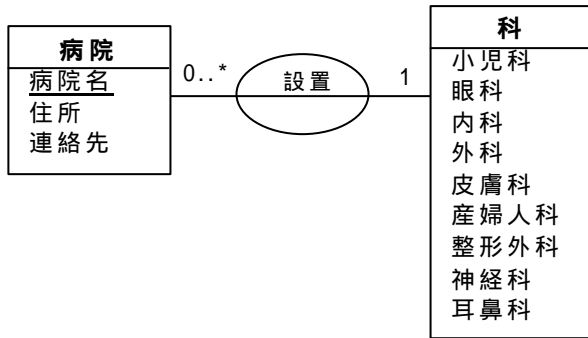 病院
病院名
住所
連絡先
0..*
設置
1
科
小児科
眼科
内科
外科
皮膚科
産婦人科
整形外科
神経科
耳鼻科